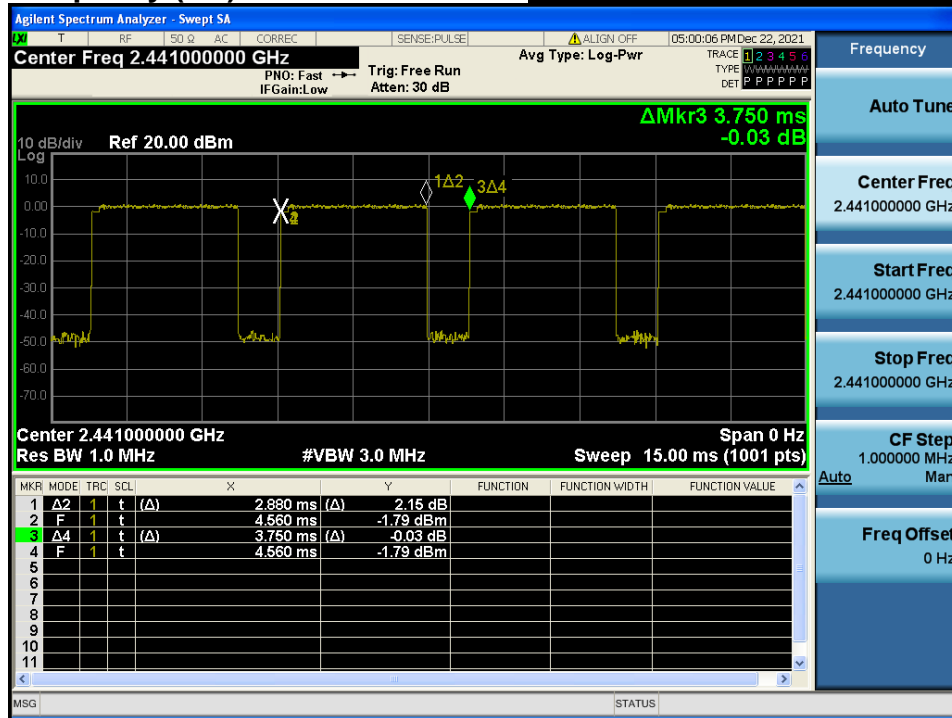 Agilent Spectrum Analyzer - Swept SA
LXI T RF 50 Ω AC CORREC SENSE:PULSE ALIGN OFF 05:00:06 PM Dec 22, 2021
Center Freq 2.441000000 GHz
PNO: Fast
IFGain:Low
Trig: Free Run
Atten: 30 dB
Avg Type: Log-Pwr
TRACE 1 2 3 4 5 6
TYPE
DET P P P P P P
ΔMkr3 3.750 ms
-0.03 dB
10 dB/div Ref 20.00 dBm
Log
10.0
0.00
-10.0
-20.0
-30.0
-40.0
-50.0
-60.0
-70.0
1Δ2
3Δ4
Center 2.441000000 GHz Span 0 Hz
Res BW 1.0 MHz #VBW 3.0 MHz Sweep 15.00 ms (1001 pts)
MKR MODE TRC SCL X Y FUNCTION FUNCTION WIDTH FUNCTION VALUE
1 Δ2 1 t (Δ) 2.880 ms (Δ) 2.15 dB
2 F 1 t 4.560 ms -1.79 dBm
3 Δ4 1 t (Δ) 3.750 ms (Δ) -0.03 dB
4 F 1 t 4.560 ms -1.79 dBm
5
6
7
8
9
10
11
MSG STATUS
Frequency
Auto Tune
Center Freq
2.441000000 GHz
Start Freq
2.441000000 GHz
Stop Freq
2.441000000 GHz
CF Step
1.000000 MHz
Auto Man
Freq Offset
0 Hz